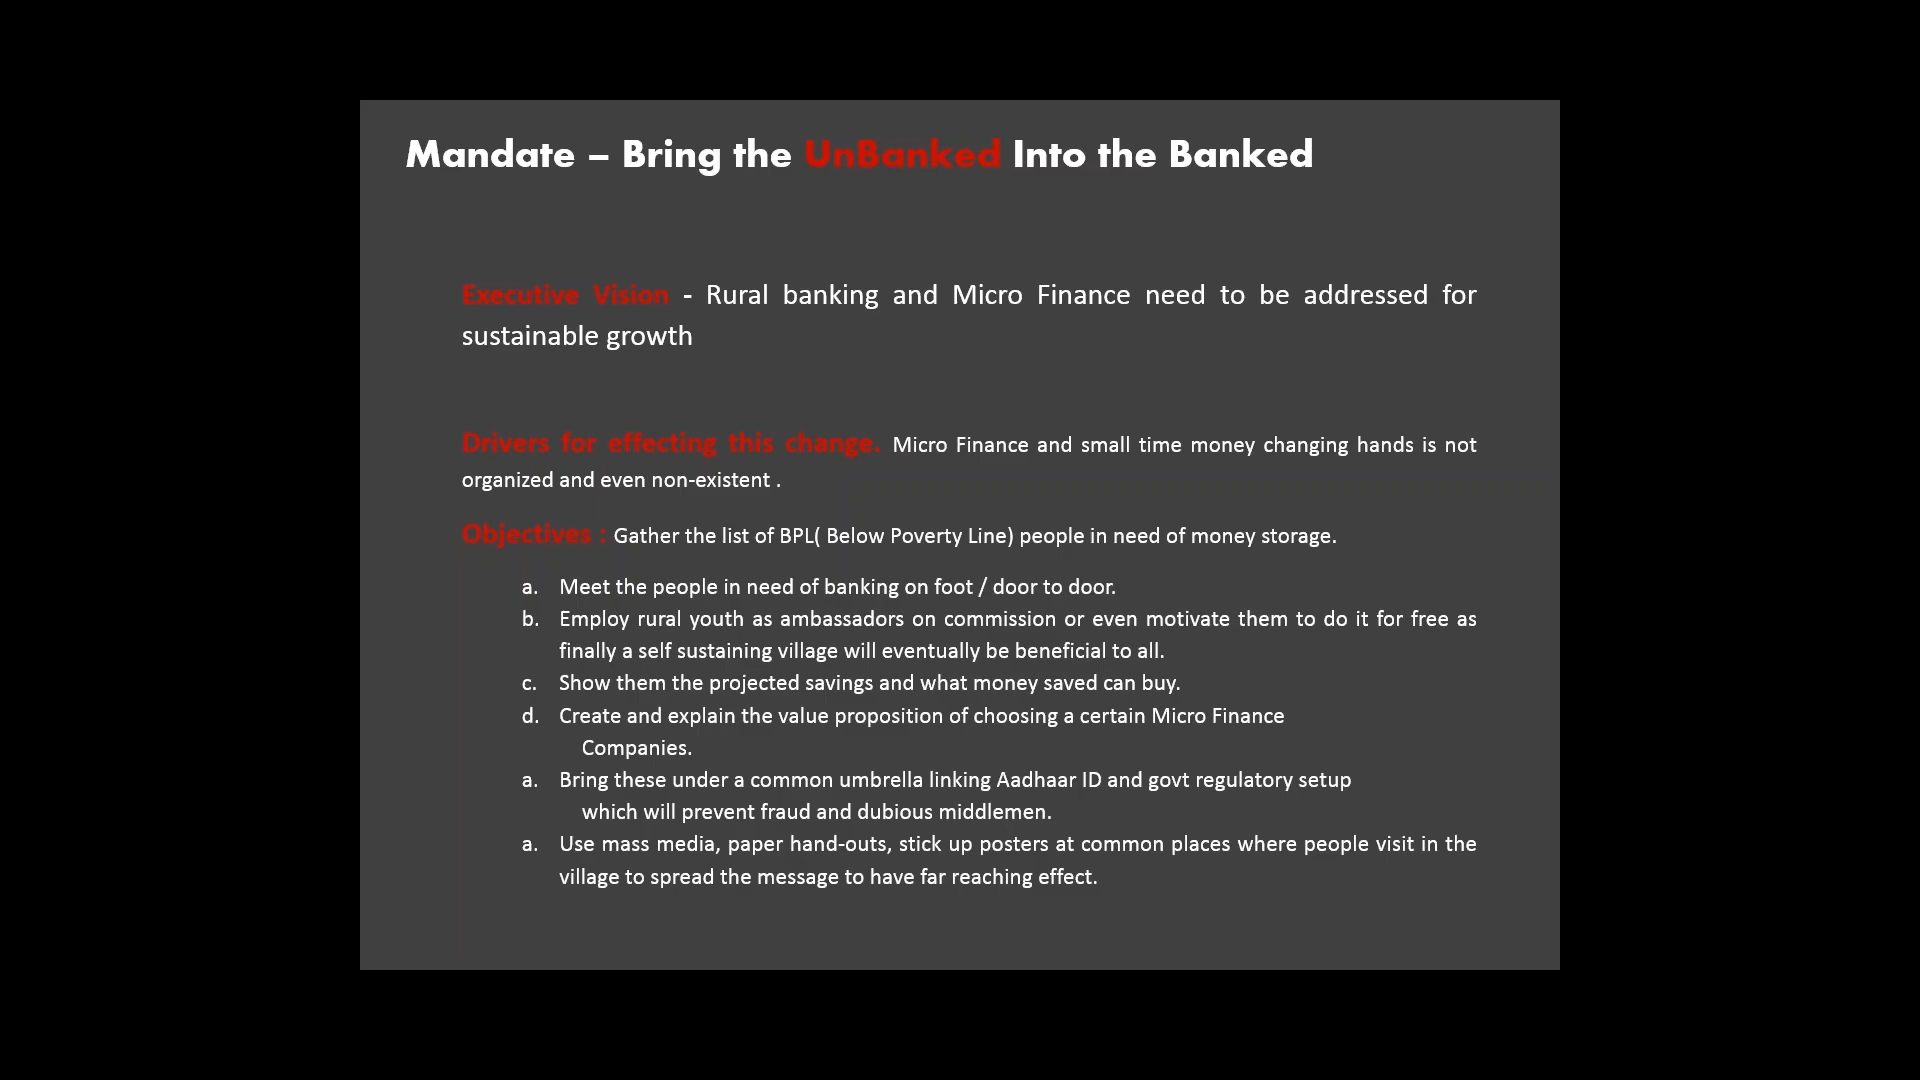 Mandate – Bring the UnBanked Into the Banked
Executive Vision - Rural banking and Micro Finance need to be addressed for
sustainable growth
Drivers for effecting this change. Micro Finance and small time money changing hands is not
organized and even non-existent .
Objectives : Gather the list of BPL( Below Poverty Line) people in need of money storage.
a. Meet the people in need of banking on foot / door to door.
b. Employ rural youth as ambassadors on commission or even motivate them to do it for free as
finally a self sustaining village will eventually be beneficial to all.
c. Show them the projected savings and what money saved can buy.
d. Create and explain the value proposition of choosing a certain Micro Finance
Companies.
a. Bring these under a common umbrella linking Aadhaar ID and govt regulatory setup
which will prevent fraud and dubious middlemen.
a. Use mass media, paper hand-outs, stick up posters at common places where people visit in the
village to spread the message to have far reaching effect.